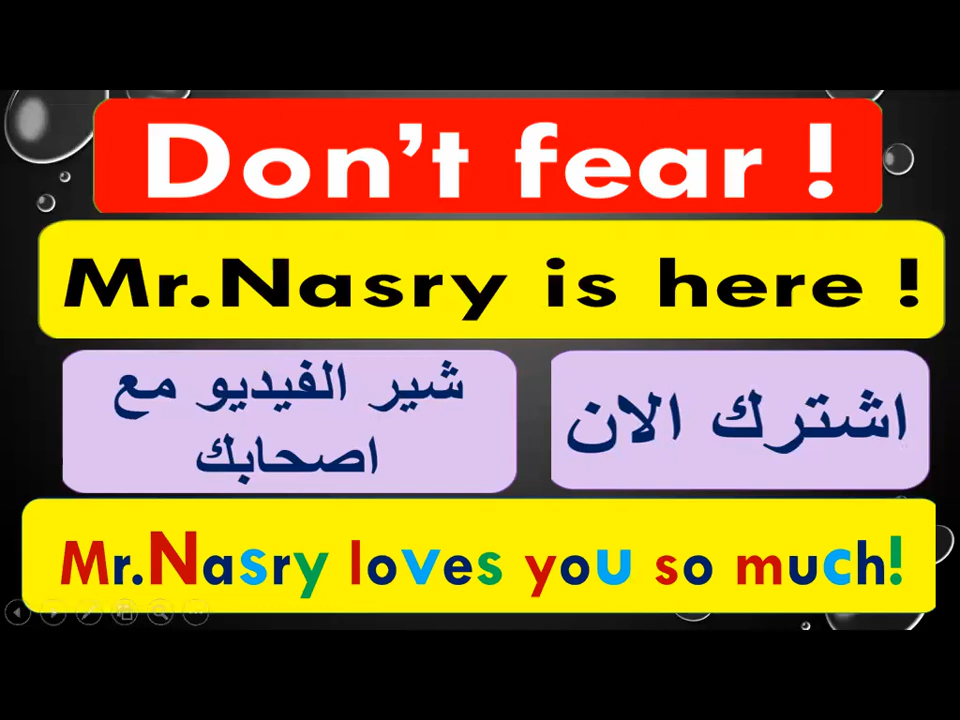 Don't fear !
Mr.Nasry is here !
اشترك الان
شير الفيديو مع
اصحابك
Mr.Nasry loves you so much!